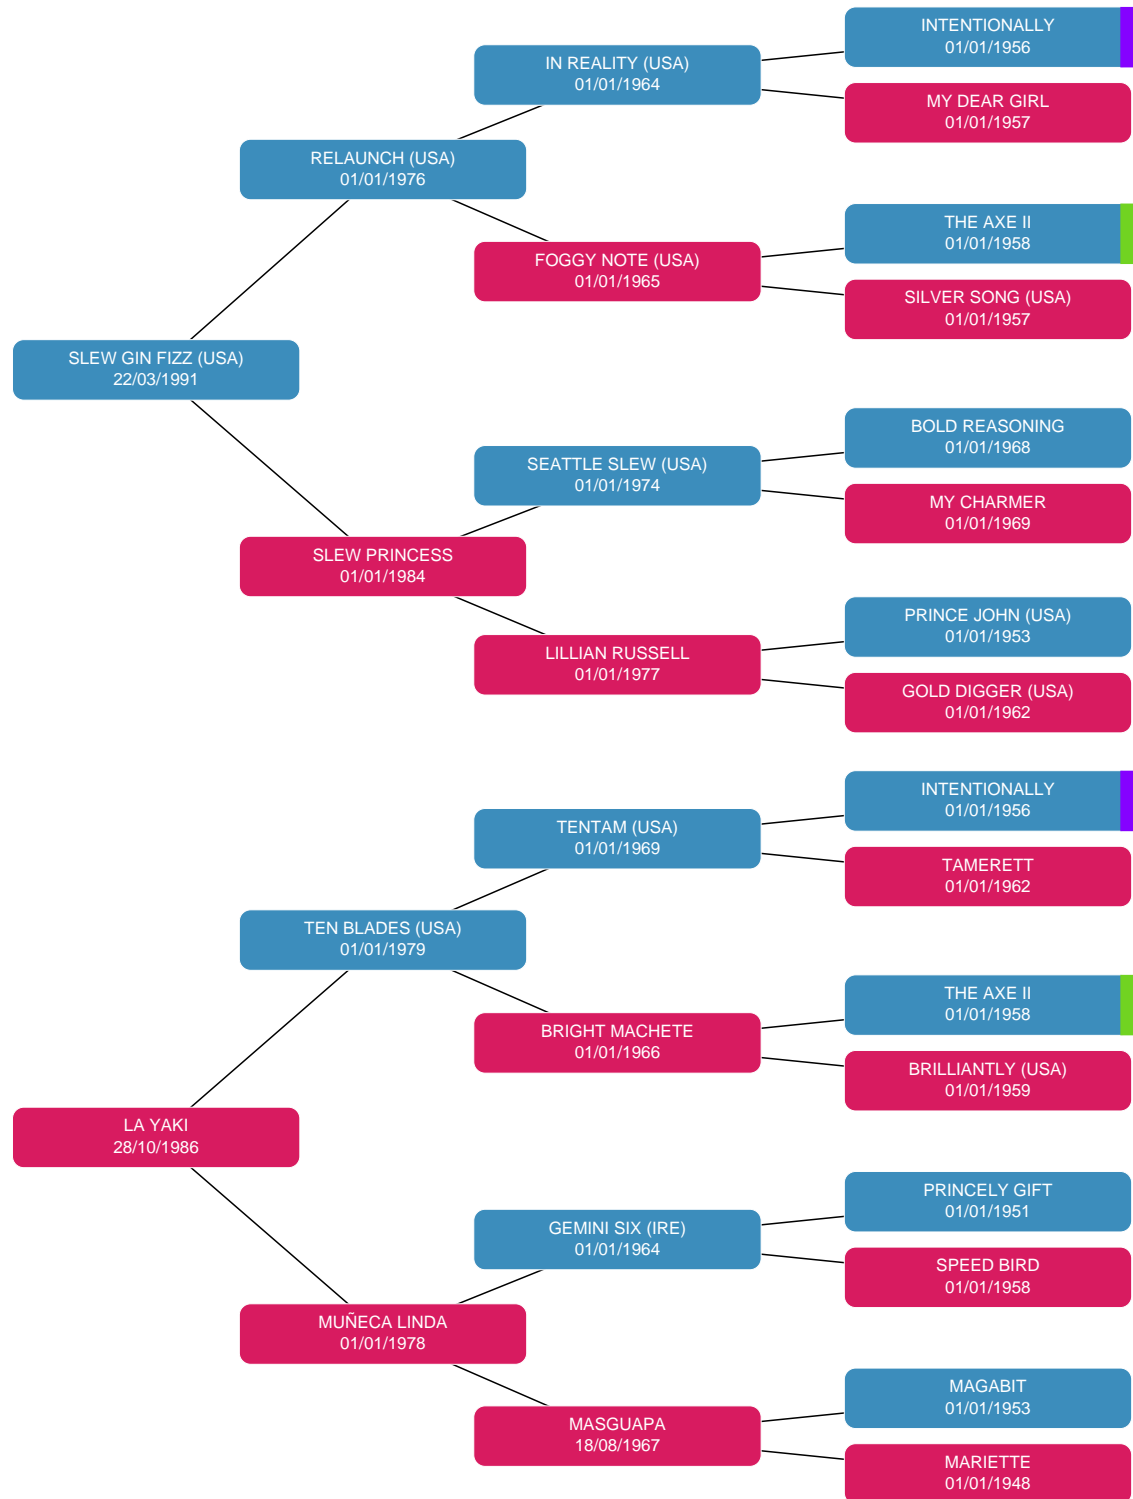 INTENTIONALLY
01/01/1956
IN REALITY (USA)
01/01/1964
MY DEAR GIRL
01/01/1957
RELAUNCH (USA)
01/01/1976
THE AXE II
01/01/1958
FOGGY NOTE (USA)
01/01/1965
SILVER SONG (USA)
01/01/1957
SLEW GIN FIZZ (USA)
22/03/1991
BOLD REASONING
01/01/1968
SEATTLE SLEW (USA)
01/01/1974
MY CHARMER
01/01/1969
SLEW PRINCESS
01/01/1984
PRINCE JOHN (USA)
01/01/1953
LILLIAN RUSSELL
01/01/1977
GOLD DIGGER (USA)
01/01/1962
INTENTIONALLY
01/01/1956
TENTAM (USA)
01/01/1969
TAMERETT
01/01/1962
TEN BLADES (USA)
01/01/1979
THE AXE II
01/01/1958
BRIGHT MACHETE
01/01/1966
BRILLIANTLY (USA)
01/01/1959
LA YAKI
28/10/1986
PRINCELY GIFT
01/01/1951
GEMINI SIX (IRE)
01/01/1964
SPEED BIRD
01/01/1958
MUÑECA LINDA
01/01/1978
MAGABIT
01/01/1953
MASGUAPA
18/08/1967
MARIETTE
01/01/1948